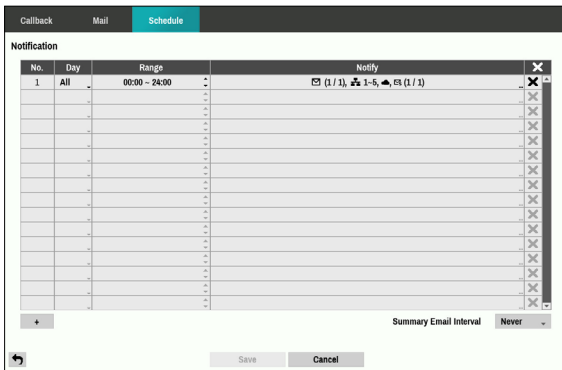 Callback Mail Schedule
Notification
No. Day Range Notify
1 All 00:00 ~ 24:00 (1 / 1), 1~5, , (1 / 1)
+ Summary Email Interval Never
Save Cancel